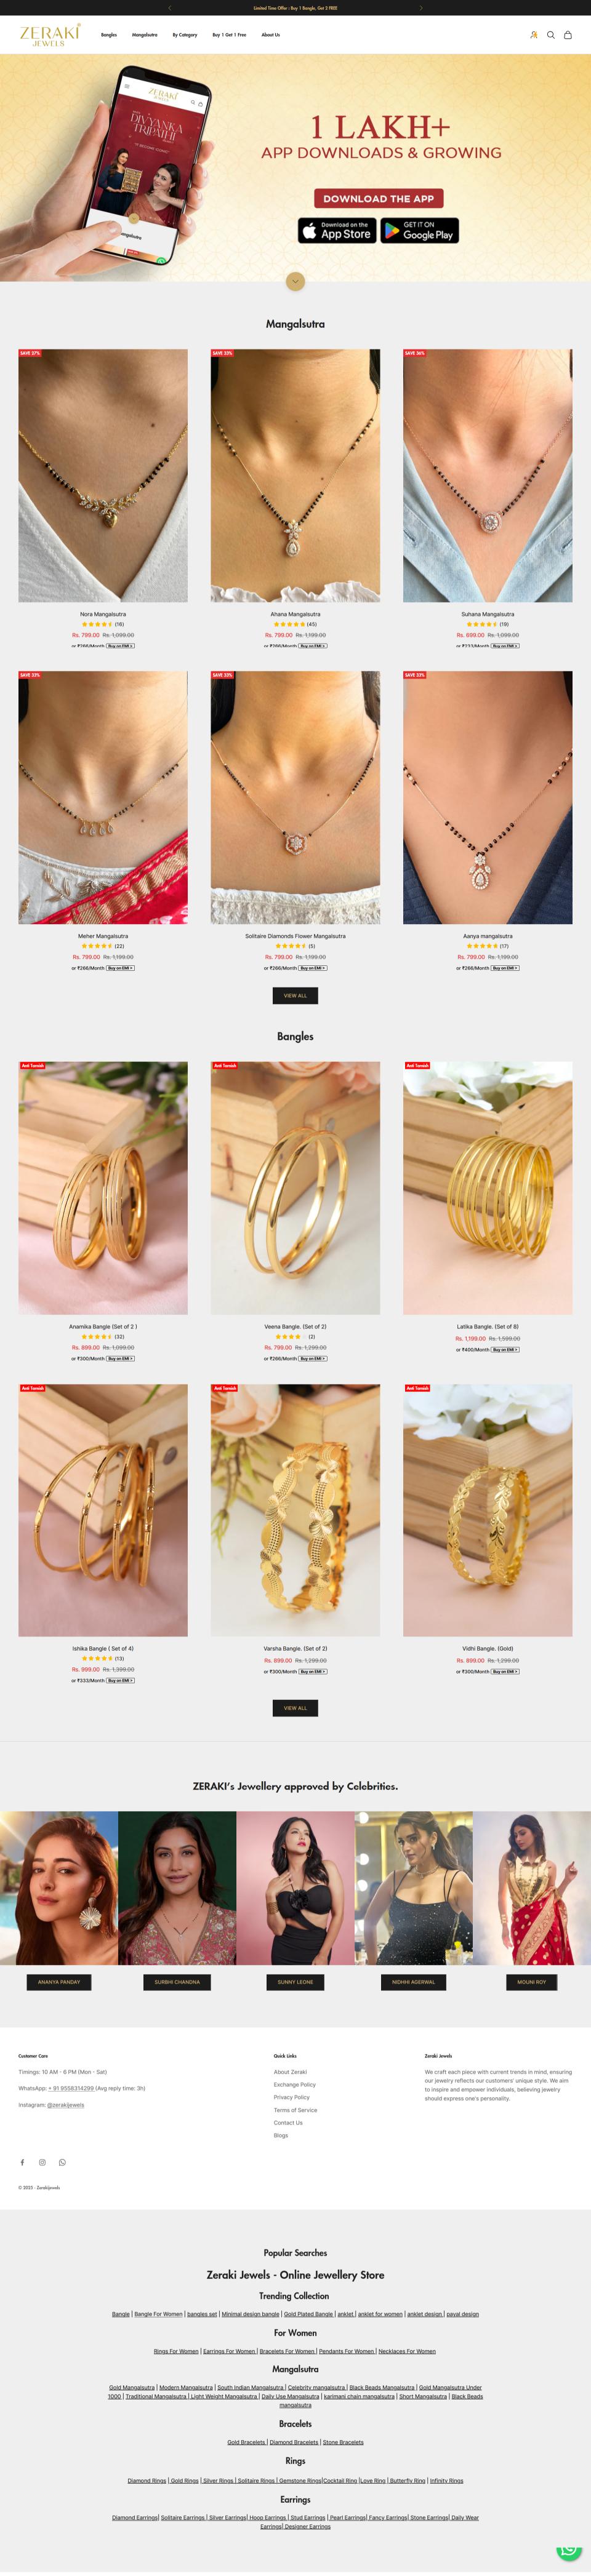 Limited Time Offer : Buy 1 Bangle, Get 2 FREE
ZERAKI
JEWELS
Bangles
Mangalsutra
By Category
Buy 1 Get 1 Free
About Us
ZERAKI
DIVYANKA
TRIPATHI
1 LAKH+
APP DOWNLOADS & GROWING
DOWNLOAD THE APP
Download on the
App Store
GET IT ON
Google Play
Mangalsutra
SAVE 27%
SAVE 33%
SAVE 36%
Nora Mangalsutra
(16)
Rs. 799.00 Rs. 1,099.00
or ₹266/Month Buy on EMI >
Ahana Mangalsutra
(45)
Rs. 799.00 Rs. 1,199.00
or ₹266/Month Buy on EMI >
Suhana Mangalsutra
(19)
Rs. 699.00 Rs. 1,099.00
or ₹233/Month Buy on EMI >
SAVE 33%
SAVE 33%
SAVE 33%
Meher Mangalsutra
(22)
Rs. 799.00 Rs. 1,199.00
or ₹266/Month Buy on EMI >
Solitaire Diamonds Flower Mangalsutra
(5)
Rs. 799.00 Rs. 1,199.00
or ₹266/Month Buy on EMI >
Aanya mangalsutra
(17)
Rs. 799.00 Rs. 1,199.00
or ₹266/Month Buy on EMI >
VIEW ALL
Bangles
Anti Tarnish
Anti Tarnish
Anti Tarnish
Anamika Bangle (Set of 2 )
(32)
Rs. 899.00 Rs. 1,099.00
or ₹300/Month Buy on EMI >
Veena Bangle. (Set of 2)
(2)
Rs. 799.00 Rs. 1,299.00
or ₹266/Month Buy on EMI >
Latika Bangle. (Set of 8)
Rs. 1,199.00 Rs. 1,599.00
or ₹400/Month Buy on EMI >
Anti Tarnish
Anti Tarnish
Anti Tarnish
Ishika Bangle ( Set of 4)
(13)
Rs. 999.00 Rs. 1,399.00
or ₹333/Month Buy on EMI >
Varsha Bangle. (Set of 2)
Rs. 899.00 Rs. 1,299.00
or ₹300/Month Buy on EMI >
Vidhi Bangle. (Gold)
Rs. 899.00 Rs. 1,299.00
or ₹300/Month Buy on EMI >
VIEW ALL
ZERAKI's Jewellery approved by Celebrities.
ANANYA PANDAY
SURBHI CHANDNA
SUNNY LEONE
NIDHHI AGERWAL
MOUNI ROY
Customer Care
Timings: 10 AM - 6 PM (Mon - Sat)
WhatsApp: + 91 9558314299 (Avg reply time: 3h)
Instagram: @zerakijewels
Quick Links
About Zeraki
Exchange Policy
Privacy Policy
Terms of Service
Contact Us
Blogs
Zeraki Jewels
We craft each piece with current trends in mind, ensuring
our jewelry reflects our customers' unique style. We aim
to inspire and empower individuals, believing jewelry
should express one's personality.
© 2025 - Zerakijewels
Popular Searches
Zeraki Jewels - Online Jewellery Store
Trending Collection
Bangle | Bangle For Women | bangles set | Minimal design bangle | Gold Plated Bangle | anklet | anklet for women | anklet design | payal design
For Women
Rings For Women | Earrings For Women | Bracelets For Women | Pendants For Women | Necklaces For Women
Mangalsutra
Gold Mangalsutra | Modern Mangalsutra | South Indian Mangalsutra | Celebrity mangalsutra | Black Beads Mangalsutra | Gold Mangalsutra Under
1000 | Traditional Mangalsutra | Light Weight Mangalsutra | Daily Use Mangalsutra | karimani chain mangalsutra | Short Mangalsutra | Black Beads
mangalsutra
Bracelets
Gold Bracelets | Diamond Bracelets | Stone Bracelets
Rings
Diamond Rings | Gold Rings | Silver Rings | Solitaire Rings | Gemstone Rings|Cocktail Ring |Love Ring | Butterfly Ring | Infinity Rings
Earrings
Diamond Earrings| Solitaire Earrings | Silver Earrings| Hoop Earrings | Stud Earrings | Pearl Earrings| Fancy Earrings| Stone Earrings| Daily Wear
Earrings| Designer Earrings